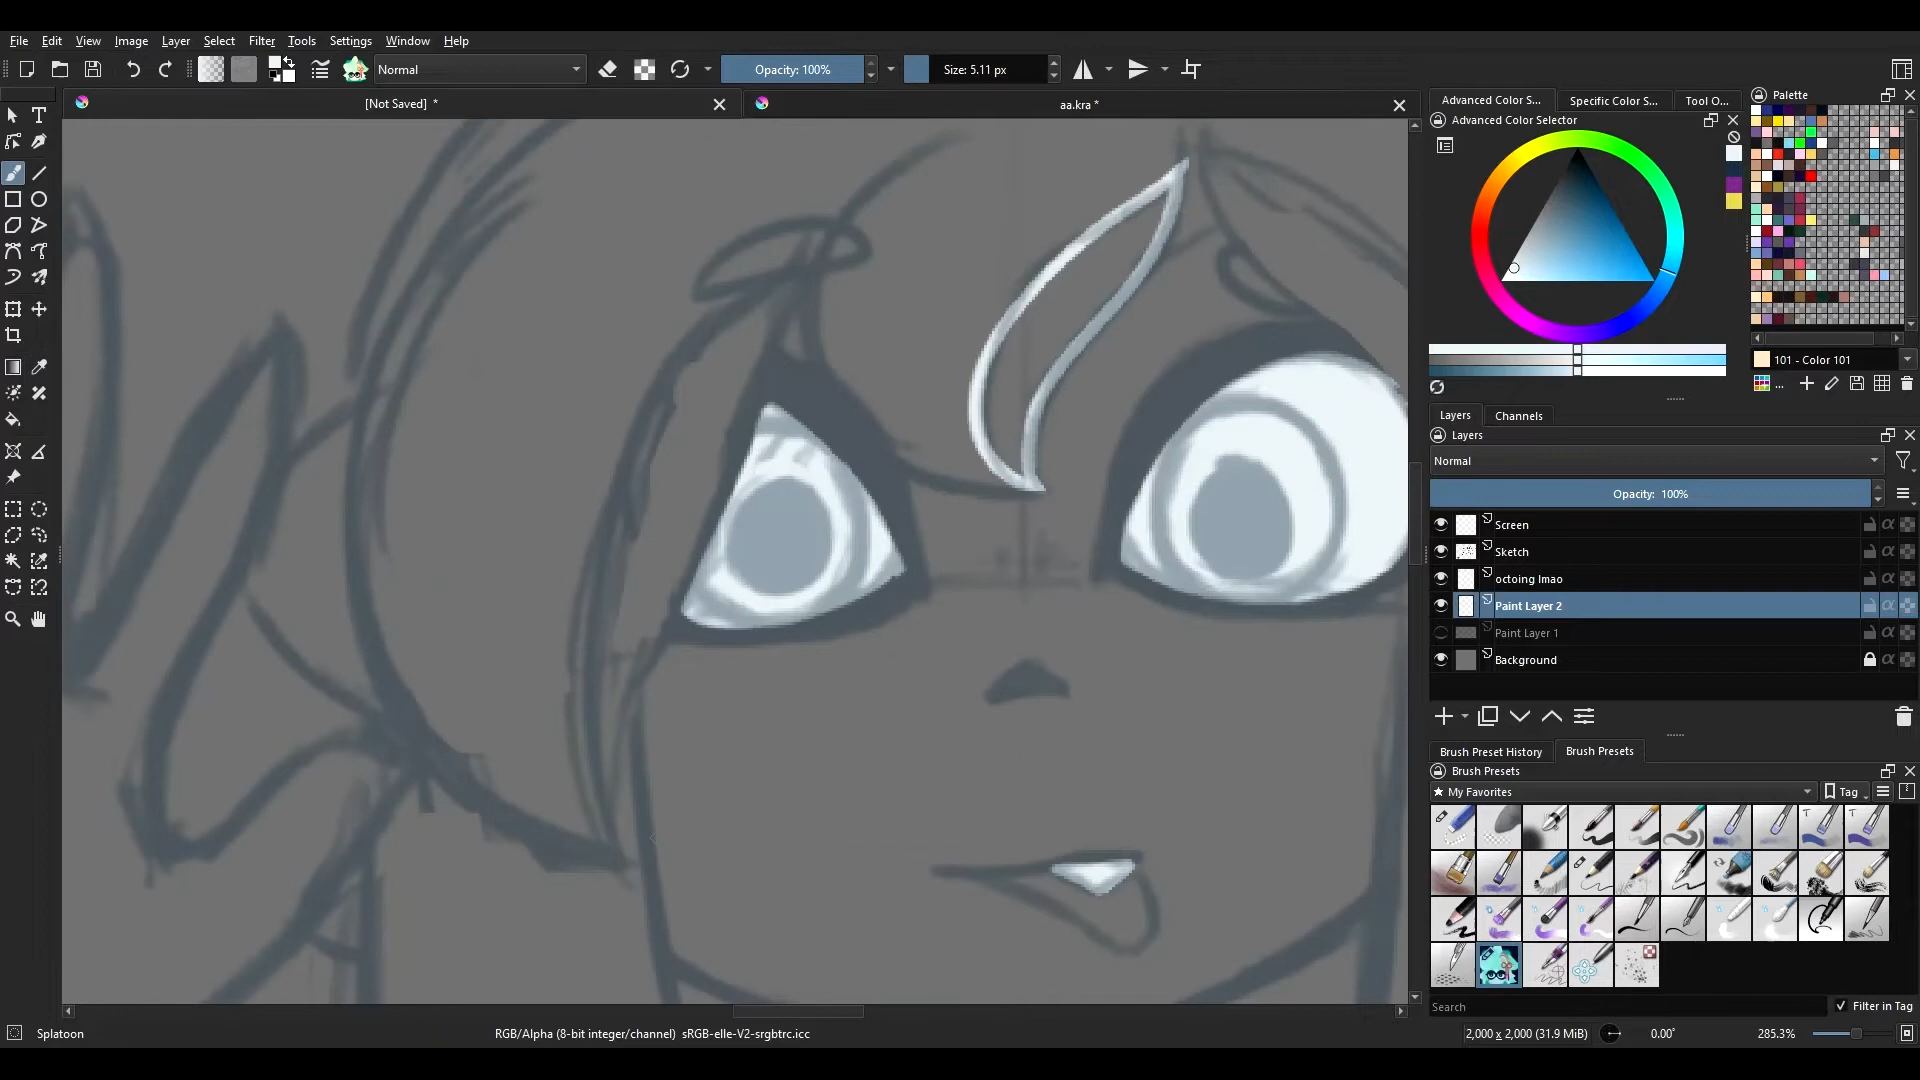 File Edit View Image Layer Select Filter Tools Settings Window Help
Normal
Opacity: 100%
Size: 5.11 px
[Not Saved] *
aa.kra *
Advanced Color S...
Specific Color S...
Tool O...
Advanced Color Selector
Palette
101 - Color 101
...
Layers
Channels
Layers
Normal
Opacity: 100%
Screen
Sketch
octoing lmao
Paint Layer 2
Paint Layer 1
Background
Brush Preset History
Brush Presets
Brush Presets
★ My Favorites
Tag
Search
Filter in Tag
Splatoon
RGB/Alpha (8-bit integer/channel) sRGB-elle-V2-srgbtrc.icc
2,000 x 2,000 (31.9 MiB)
0.00°
285.3%